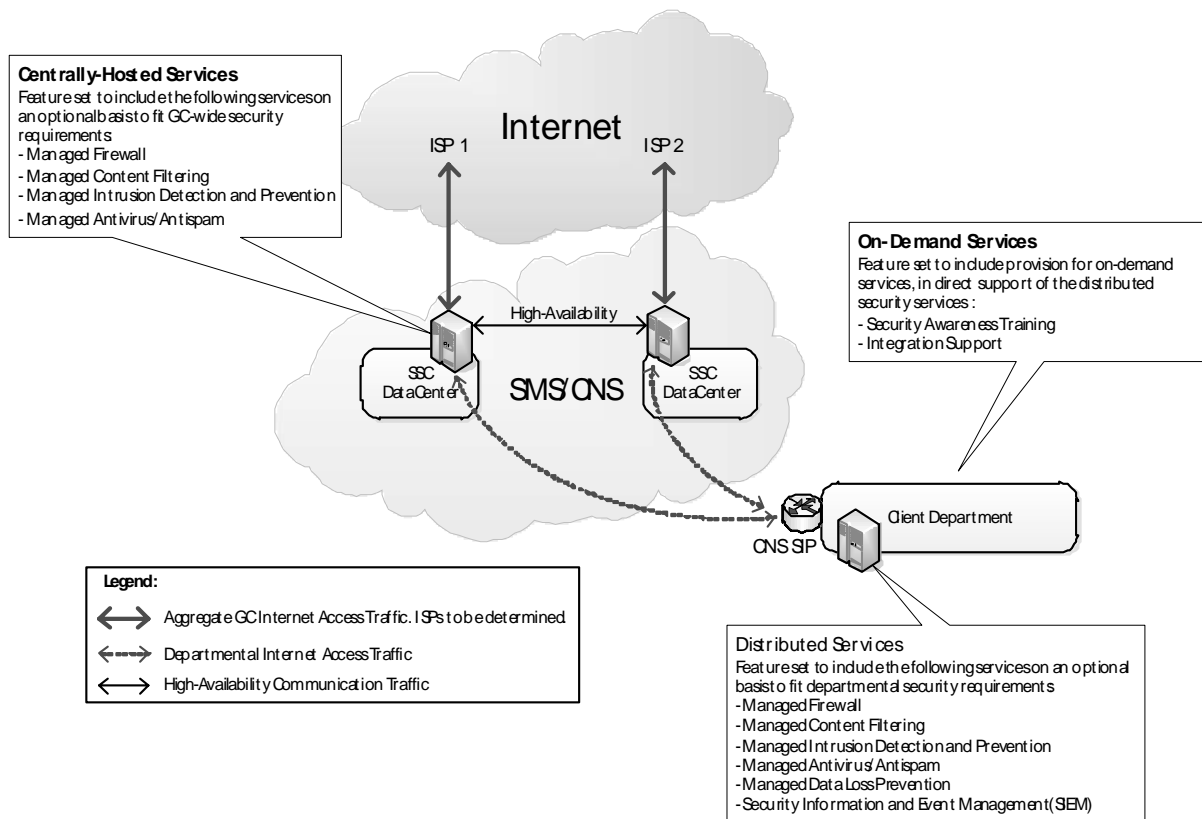 Centrally-Hosted Services
Feature set to include the following services on
an optional basis to fit GC-wide security
requirements:
- Managed Firewall
- Managed Content Filtering
- Managed Intrusion Detection and Prevention
- Managed Antivirus/Antispam
Internet
ISP 1
ISP 2
On-Demand Services
Feature set to include provision for on-demand
services, in direct support of the distributed
security services :
- Security Awareness Training
- Integration Support
High-Availability
SSC
DataCenter
SMS/CNS
SSC
DataCenter
Client Department
CNS SIP
Legend:
Aggregate GC Internet Access Traffic. ISPs to be determined.
Departmental Internet Access Traffic
High-Availability Communication Traffic
Distributed Services
Feature set to include the following services on an optional
basis to fit departmental security requirements
- Managed Firewall
- Managed Content Filtering
- Managed Intrusion Detection and Prevention
- Managed Antivirus/Antispam
- Managed Data Loss Prevention
- Security Information and Event Management (SIEM)